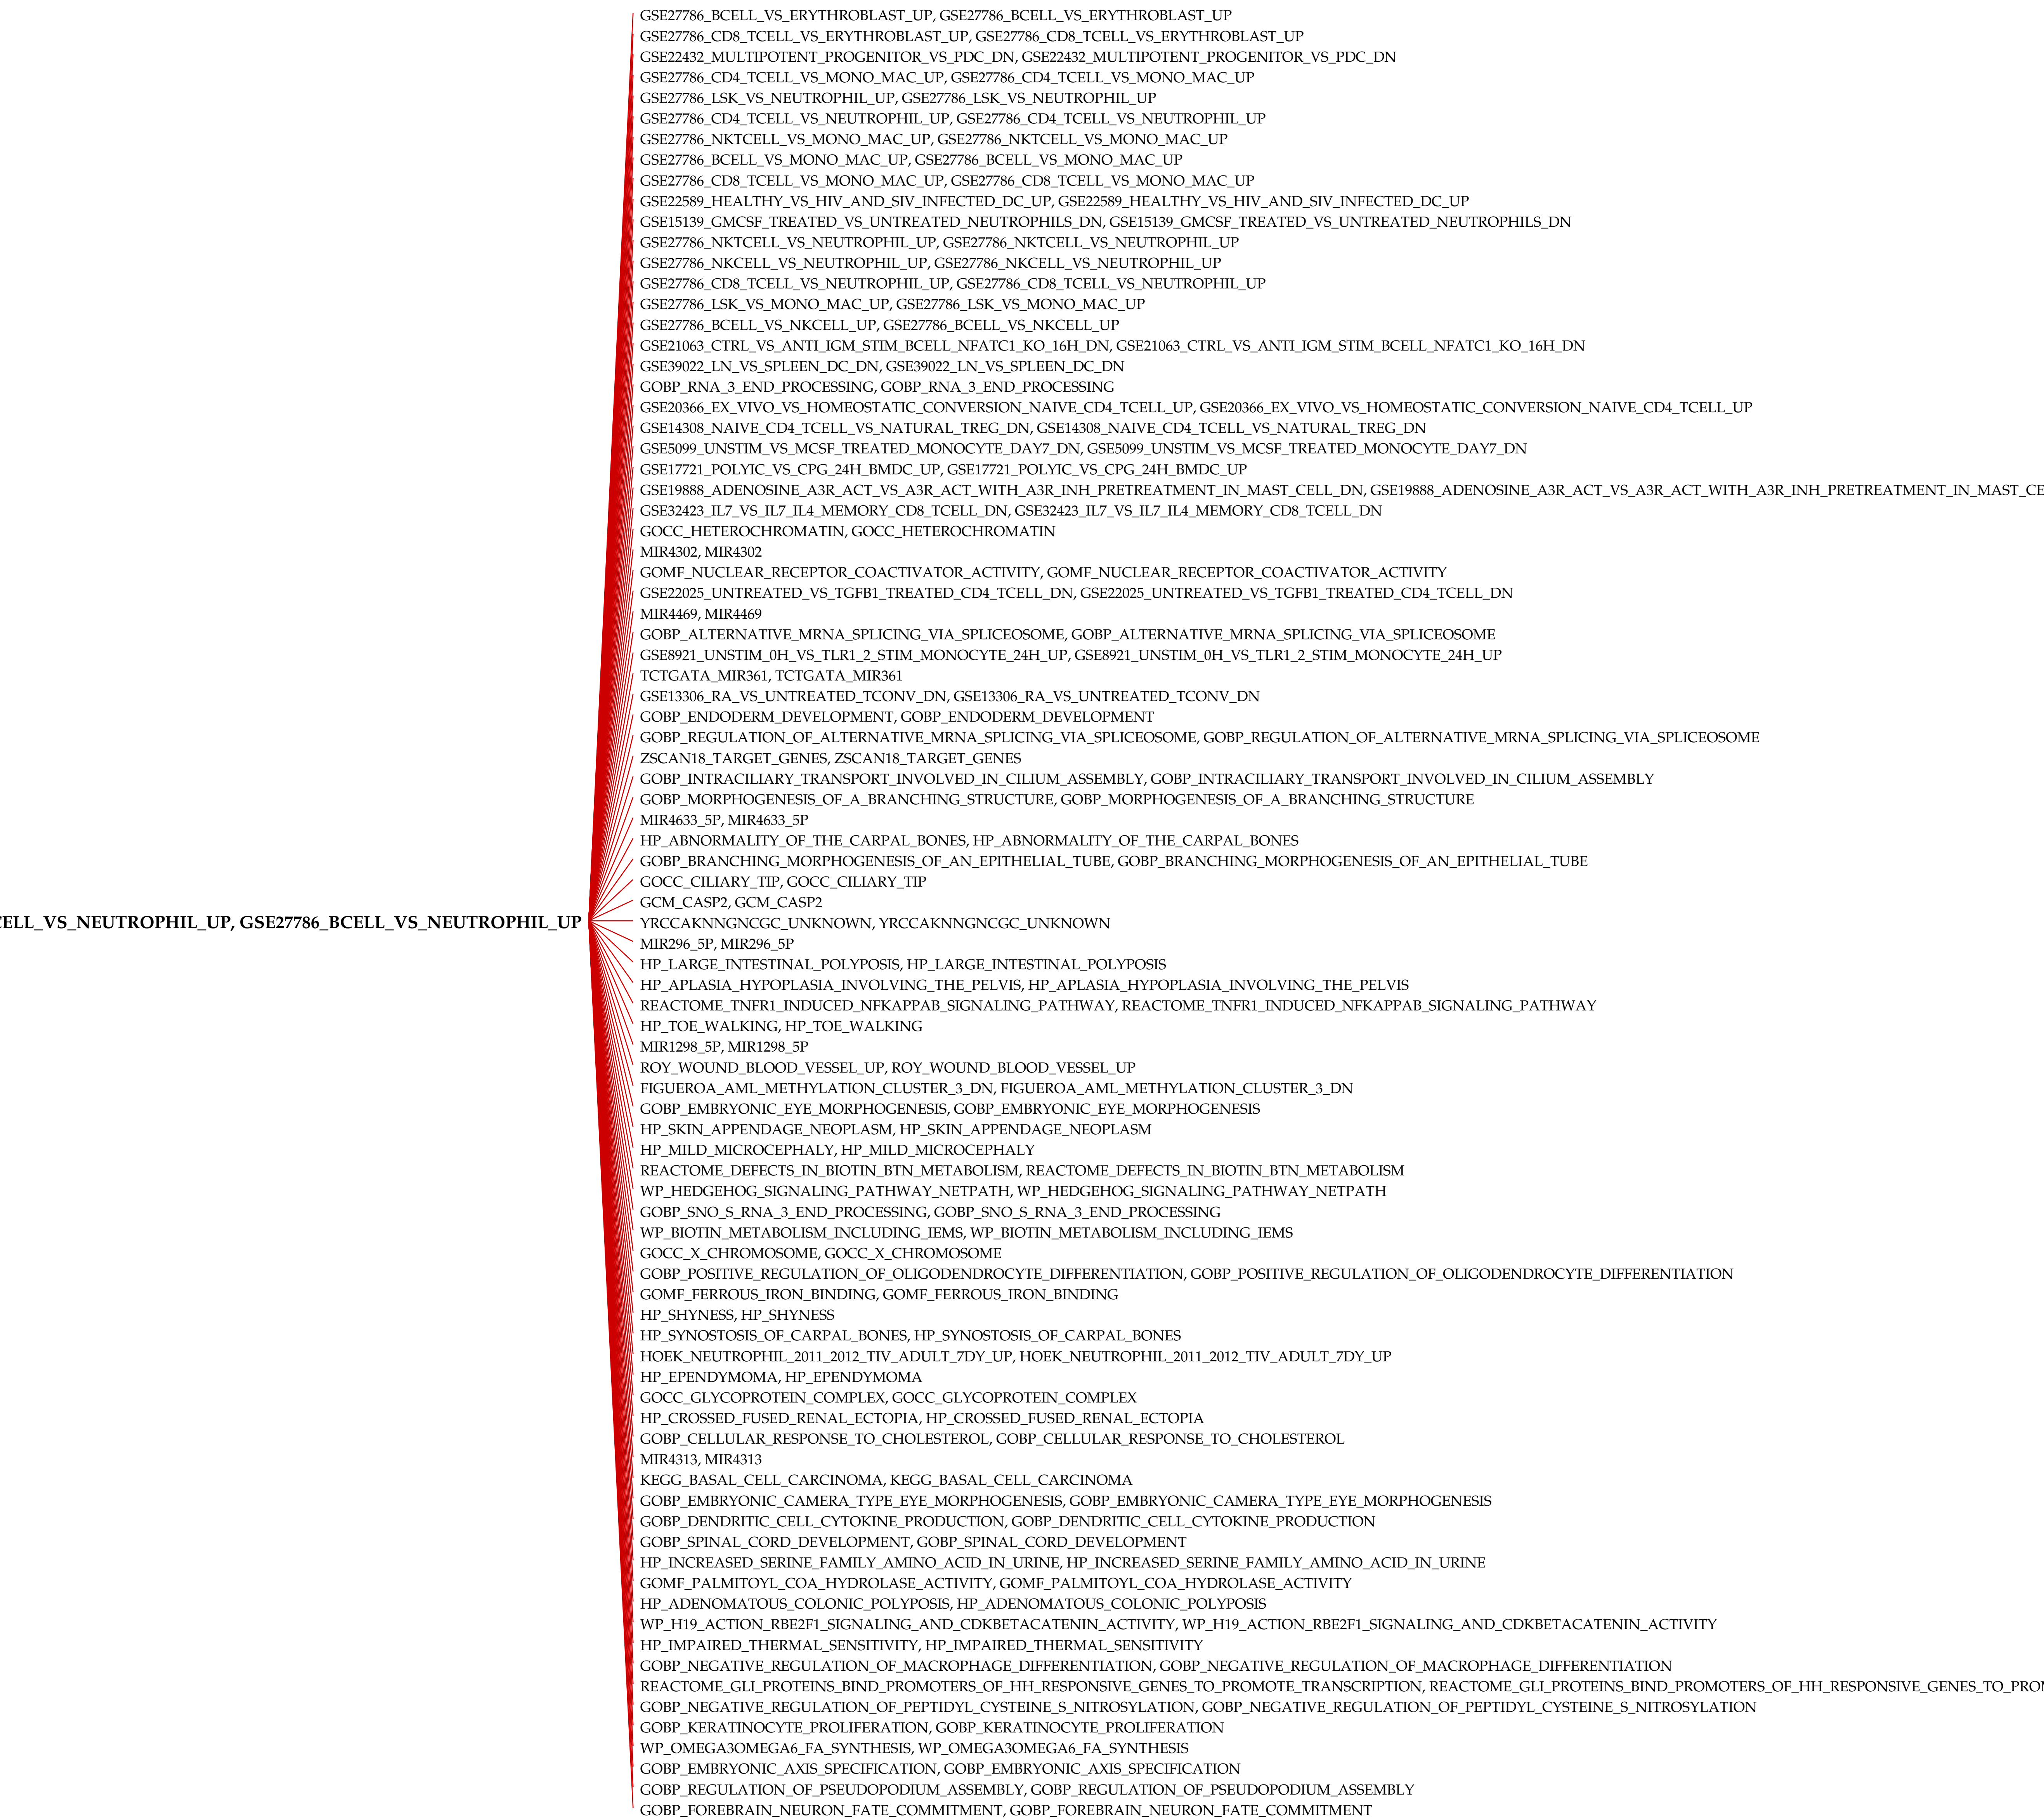 GSE27786_BCELL_VS_ERYTHROBLAST_UP, GSE27786_BCELL_VS_ERYTHROBLAST_UP
GSE27786_CD8_TCELL_VS_ERYTHROBLAST_UP, GSE27786_CD8_TCELL_VS_ERYTHROBLAST_UP
GSE22432_MULTIPOTENT_PROGENITOR_VS_PDC_DN, GSE22432_MULTIPOTENT_PROGENITOR_VS_PDC_DN
GSE27786_CD4_TCELL_VS_MONO_MAC_UP, GSE27786_CD4_TCELL_VS_MONO_MAC_UP
GSE27786_LSK_VS_NEUTROPHIL_UP, GSE27786_LSK_VS_NEUTROPHIL_UP
GSE27786_CD4_TCELL_VS_NEUTROPHIL_UP, GSE27786_CD4_TCELL_VS_NEUTROPHIL_UP
GSE27786_NKTCELL_VS_MONO_MAC_UP, GSE27786_NKTCELL_VS_MONO_MAC_UP
GSE27786_BCELL_VS_MONO_MAC_UP, GSE27786_BCELL_VS_MONO_MAC_UP
GSE27786_CD8_TCELL_VS_MONO_MAC_UP, GSE27786_CD8_TCELL_VS_MONO_MAC_UP
GSE22589_HEALTHY_VS_HIV_AND_SIV_INFECTED_DC_UP, GSE22589_HEALTHY_VS_HIV_AND_SIV_INFECTED_DC_UP
GSE15139_GMCSF_TREATED_VS_UNTREATED_NEUTROPHILS_DN, GSE15139_GMCSF_TREATED_VS_UNTREATED_NEUTROPHILS_DN
GSE27786_NKTCELL_VS_NEUTROPHIL_UP, GSE27786_NKTCELL_VS_NEUTROPHIL_UP
GSE27786_NKCELL_VS_NEUTROPHIL_UP, GSE27786_NKCELL_VS_NEUTROPHIL_UP
GSE27786_CD8_TCELL_VS_NEUTROPHIL_UP, GSE27786_CD8_TCELL_VS_NEUTROPHIL_UP
GSE27786_LSK_VS_MONO_MAC_UP, GSE27786_LSK_VS_MONO_MAC_UP
GSE27786_BCELL_VS_NKCELL_UP, GSE27786_BCELL_VS_NKCELL_UP
GSE21063_CTRL_VS_ANTI_IGM_STIM_BCELL_NFATC1_KO_16H_DN, GSE21063_CTRL_VS_ANTI_IGM_STIM_BCELL_NFATC1_KO_16H_DN
GSE39022_LN_VS_SPLEEN_DC_DN, GSE39022_LN_VS_SPLEEN_DC_DN
GOBP_RNA_3_END_PROCESSING, GOBP_RNA_3_END_PROCESSING
GSE20366_EX_VIVO_VS_HOMEOSTATIC_CONVERSION_NAIVE_CD4_TCELL_UP, GSE20366_EX_VIVO_VS_HOMEOSTATIC_CONVERSION_NAIVE_CD4_TCELL_UP
GSE14308_NAIVE_CD4_TCELL_VS_NATURAL_TREG_DN, GSE14308_NAIVE_CD4_TCELL_VS_NATURAL_TREG_DN
GSE5099_UNSTIM_VS_MCSF_TREATED_MONOCYTE_DAY7_DN, GSE5099_UNSTIM_VS_MCSF_TREATED_MONOCYTE_DAY7_DN
GSE17721_POLYIC_VS_CPG_24H_BMDC_UP, GSE17721_POLYIC_VS_CPG_24H_BMDC_UP
GSE19888_ADENOSINE_A3R_ACT_VS_A3R_ACT_WITH_A3R_INH_PRETREATMENT_IN_MAST_CELL_DN, GSE19888_ADENOSINE_A3R_ACT_VS_A3R_ACT_WITH_A3R_INH_PRETREATMENT_IN_MAST_CE
GSE32423_IL7_VS_IL7_IL4_MEMORY_CD8_TCELL_DN, GSE32423_IL7_VS_IL7_IL4_MEMORY_CD8_TCELL_DN
GOCC_HETEROCHROMATIN, GOCC_HETEROCHROMATIN
MIR4302, MIR4302
GOMF_NUCLEAR_RECEPTOR_COACTIVATOR_ACTIVITY, GOMF_NUCLEAR_RECEPTOR_COACTIVATOR_ACTIVITY
GSE22025_UNTREATED_VS_TGFB1_TREATED_CD4_TCELL_DN, GSE22025_UNTREATED_VS_TGFB1_TREATED_CD4_TCELL_DN
MIR4469, MIR4469
GOBP_ALTERNATIVE_MRNA_SPLICING_VIA_SPLICEOSOME, GOBP_ALTERNATIVE_MRNA_SPLICING_VIA_SPLICEOSOME
GSE8921_UNSTIM_0H_VS_TLR1_2_STIM_MONOCYTE_24H_UP, GSE8921_UNSTIM_0H_VS_TLR1_2_STIM_MONOCYTE_24H_UP
TCTGATA_MIR361, TCTGATA_MIR361
GSE13306_RA_VS_UNTREATED_TCONV_DN, GSE13306_RA_VS_UNTREATED_TCONV_DN
GOBP_ENDODERM_DEVELOPMENT, GOBP_ENDODERM_DEVELOPMENT
GOBP_REGULATION_OF_ALTERNATIVE_MRNA_SPLICING_VIA_SPLICEOSOME, GOBP_REGULATION_OF_ALTERNATIVE_MRNA_SPLICING_VIA_SPLICEOSOME
ZSCAN18_TARGET_GENES, ZSCAN18_TARGET_GENES
GOBP_INTRACILIARY_TRANSPORT_INVOLVED_IN_CILIUM_ASSEMBLY, GOBP_INTRACILIARY_TRANSPORT_INVOLVED_IN_CILIUM_ASSEMBLY
GOBP_MORPHOGENESIS_OF_A_BRANCHING_STRUCTURE, GOBP_MORPHOGENESIS_OF_A_BRANCHING_STRUCTURE
MIR4633_5P, MIR4633_5P
HP_ABNORMALITY_OF_THE_CARPAL_BONES, HP_ABNORMALITY_OF_THE_CARPAL_BONES
GOBP_BRANCHING_MORPHOGENESIS_OF_AN_EPITHELIAL_TUBE, GOBP_BRANCHING_MORPHOGENESIS_OF_AN_EPITHELIAL_TUBE
GOCC_CILIARY_TIP, GOCC_CILIARY_TIP
GCM_CASP2, GCM_CASP2
CELL_VS_NEUTROPHIL_UP, GSE27786_BCELL_VS_NEUTROPHIL_UP
YRCCAKNNGNCGC_UNKNOWN, YRCCAKNNGNCGC_UNKNOWN
MIR296_5P, MIR296_5P
HP_LARGE_INTESTINAL_POLYPOSIS, HP_LARGE_INTESTINAL_POLYPOSIS
HP_APLASIA_HYPOPLASIA_INVOLVING_THE_PELVIS, HP_APLASIA_HYPOPLASIA_INVOLVING_THE_PELVIS
REACTOME_TNFR1_INDUCED_NFKAPPAB_SIGNALING_PATHWAY, REACTOME_TNFR1_INDUCED_NFKAPPAB_SIGNALING_PATHWAY
HP_TOE_WALKING, HP_TOE_WALKING
MIR1298_5P, MIR1298_5P
ROY_WOUND_BLOOD_VESSEL_UP, ROY_WOUND_BLOOD_VESSEL_UP
FIGUEROA_AML_METHYLATION_CLUSTER_3_DN, FIGUEROA_AML_METHYLATION_CLUSTER_3_DN
GOBP_EMBRYONIC_EYE_MORPHOGENESIS, GOBP_EMBRYONIC_EYE_MORPHOGENESIS
HP_SKIN_APPENDAGE_NEOPLASM, HP_SKIN_APPENDAGE_NEOPLASM
HP_MILD_MICROCEPHALY, HP_MILD_MICROCEPHALY
REACTOME_DEFECTS_IN_BIOTIN_BTN_METABOLISM, REACTOME_DEFECTS_IN_BIOTIN_BTN_METABOLISM
WP_HEDGEHOG_SIGNALING_PATHWAY_NETPATH, WP_HEDGEHOG_SIGNALING_PATHWAY_NETPATH
GOBP_SNO_S_RNA_3_END_PROCESSING, GOBP_SNO_S_RNA_3_END_PROCESSING
WP_BIOTIN_METABOLISM_INCLUDING_IEMS, WP_BIOTIN_METABOLISM_INCLUDING_IEMS
GOCC_X_CHROMOSOME, GOCC_X_CHROMOSOME
GOBP_POSITIVE_REGULATION_OF_OLIGODENDROCYTE_DIFFERENTIATION, GOBP_POSITIVE_REGULATION_OF_OLIGODENDROCYTE_DIFFERENTIATION
GOMF_FERROUS_IRON_BINDING, GOMF_FERROUS_IRON_BINDING
HP_SHYNESS, HP_SHYNESS
HP_SYNOSTOSIS_OF_CARPAL_BONES, HP_SYNOSTOSIS_OF_CARPAL_BONES
HOEK_NEUTROPHIL_2011_2012_TIV_ADULT_7DY_UP, HOEK_NEUTROPHIL_2011_2012_TIV_ADULT_7DY_UP
HP_EPENDYMOMA, HP_EPENDYMOMA
GOCC_GLYCOPROTEIN_COMPLEX, GOCC_GLYCOPROTEIN_COMPLEX
HP_CROSSED_FUSED_RENAL_ECTOPIA, HP_CROSSED_FUSED_RENAL_ECTOPIA
GOBP_CELLULAR_RESPONSE_TO_CHOLESTEROL, GOBP_CELLULAR_RESPONSE_TO_CHOLESTEROL
MIR4313, MIR4313
KEGG_BASAL_CELL_CARCINOMA, KEGG_BASAL_CELL_CARCINOMA
GOBP_EMBRYONIC_CAMERA_TYPE_EYE_MORPHOGENESIS, GOBP_EMBRYONIC_CAMERA_TYPE_EYE_MORPHOGENESIS
GOBP_DENDRITIC_CELL_CYTOKINE_PRODUCTION, GOBP_DENDRITIC_CELL_CYTOKINE_PRODUCTION
GOBP_SPINAL_CORD_DEVELOPMENT, GOBP_SPINAL_CORD_DEVELOPMENT
HP_INCREASED_SERINE_FAMILY_AMINO_ACID_IN_URINE, HP_INCREASED_SERINE_FAMILY_AMINO_ACID_IN_URINE
GOMF_PALMITOYL_COA_HYDROLASE_ACTIVITY, GOMF_PALMITOYL_COA_HYDROLASE_ACTIVITY
HP_ADENOMATOUS_COLONIC_POLYPOSIS, HP_ADENOMATOUS_COLONIC_POLYPOSIS
WP_H19_ACTION_RBE2F1_SIGNALING_AND_CDKBETACATENIN_ACTIVITY, WP_H19_ACTION_RBE2F1_SIGNALING_AND_CDKBETACATENIN_ACTIVITY
HP_IMPAIRED_THERMAL_SENSITIVITY, HP_IMPAIRED_THERMAL_SENSITIVITY
GOBP_NEGATIVE_REGULATION_OF_MACROPHAGE_DIFFERENTIATION, GOBP_NEGATIVE_REGULATION_OF_MACROPHAGE_DIFFERENTIATION
REACTOME_GLI_PROTEINS_BIND_PROMOTERS_OF_HH_RESPONSIVE_GENES_TO_PROMOTE_TRANSCRIPTION, REACTOME_GLI_PROTEINS_BIND_PROMOTERS_OF_HH_RESPONSIVE_GENES_TO_PROM
GOBP_NEGATIVE_REGULATION_OF_PEPTIDYL_CYSTEINE_S_NITROSYLATION, GOBP_NEGATIVE_REGULATION_OF_PEPTIDYL_CYSTEINE_S_NITROSYLATION
GOBP_KERATINOCYTE_PROLIFERATION, GOBP_KERATINOCYTE_PROLIFERATION
WP_OMEGA3OMEGA6_FA_SYNTHESIS, WP_OMEGA3OMEGA6_FA_SYNTHESIS
GOBP_EMBRYONIC_AXIS_SPECIFICATION, GOBP_EMBRYONIC_AXIS_SPECIFICATION
GOBP_REGULATION_OF_PSEUDOPODIUM_ASSEMBLY, GOBP_REGULATION_OF_PSEUDOPODIUM_ASSEMBLY
GOBP_FOREBRAIN_NEURON_FATE_COMMITMENT, GOBP_FOREBRAIN_NEURON_FATE_COMMITMENT